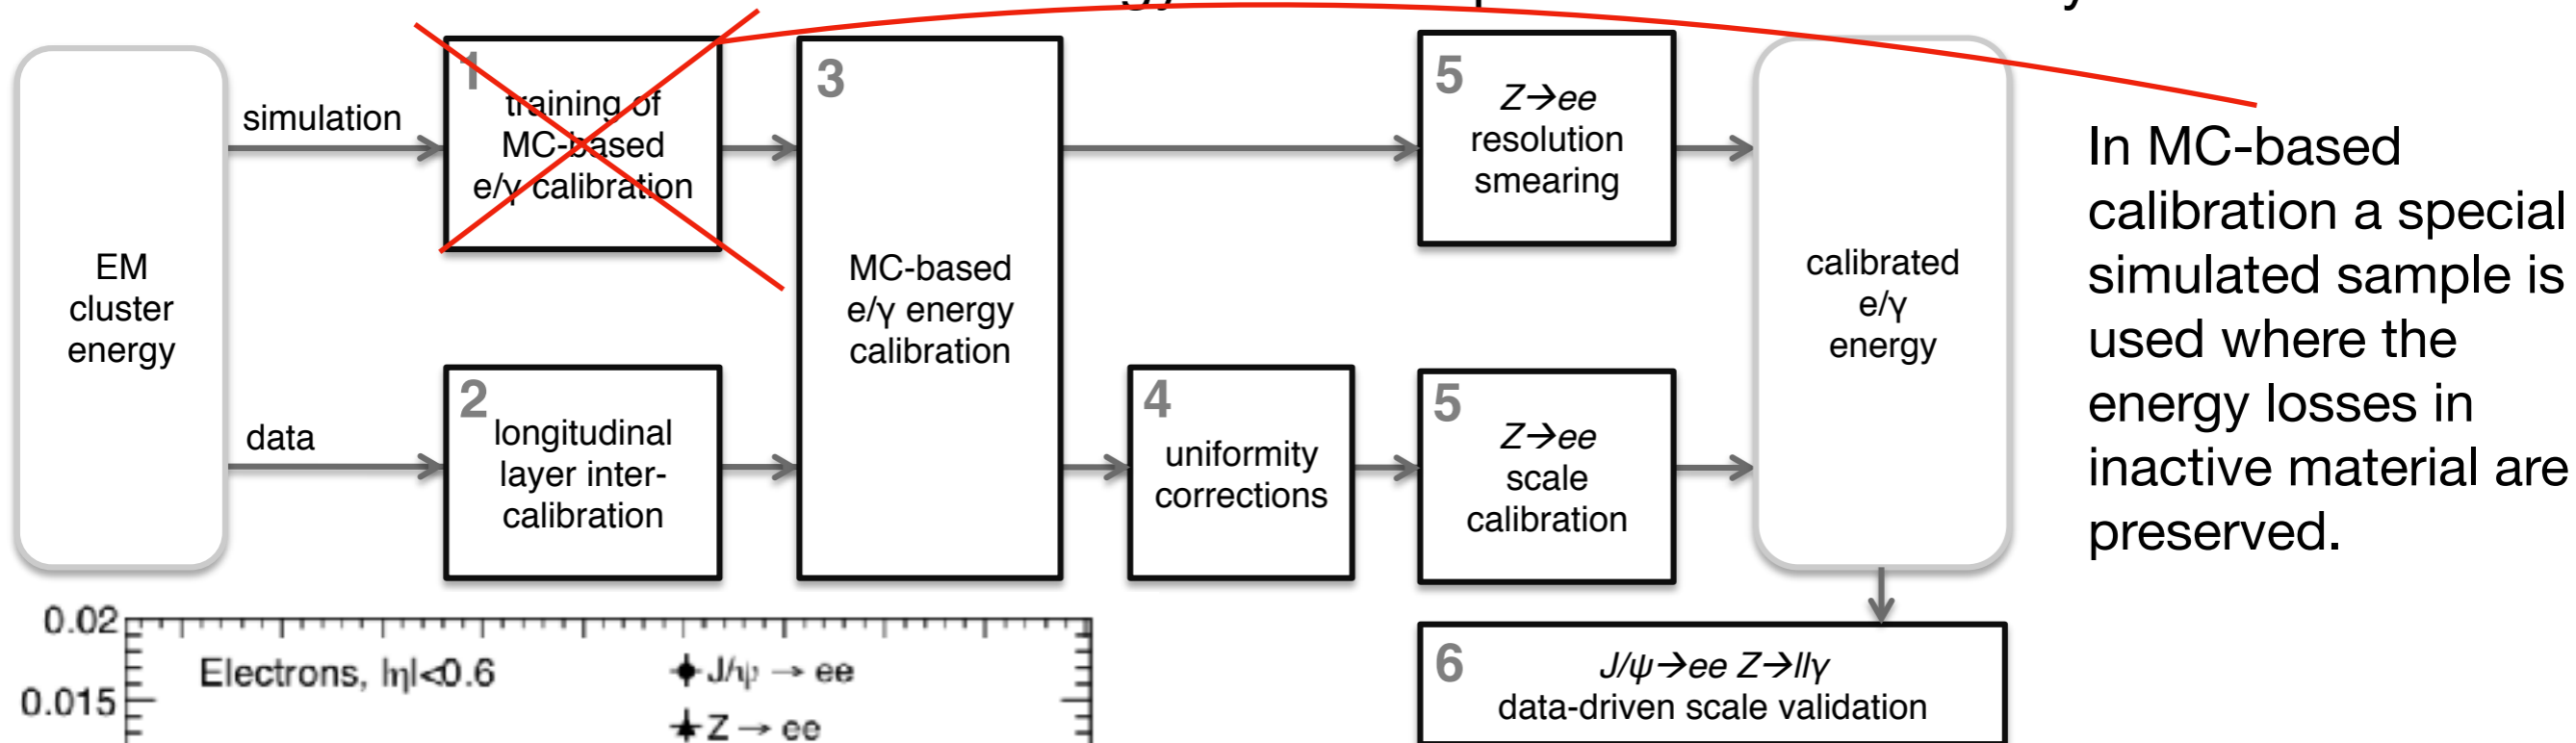 1
training of
MC-based
e/γ calibration
3
MC-based
e/γ energy
calibration
5
Z→ee
resolution
smearing
simulation
EM
cluster
energy
data
2
longitudinal
layer inter-
calibration
4
uniformity
corrections
5
Z→ee
scale
calibration
calibrated
e/γ
energy
In MC-based
calibration a special
simulated sample is
used where the
energy losses in
inactive material are
preserved.
6
J/ψ→ee Z→llγ
data-driven scale validation
0.02
0.015
Electrons, |η|<0.6
J/ψ → ee
Z → ee